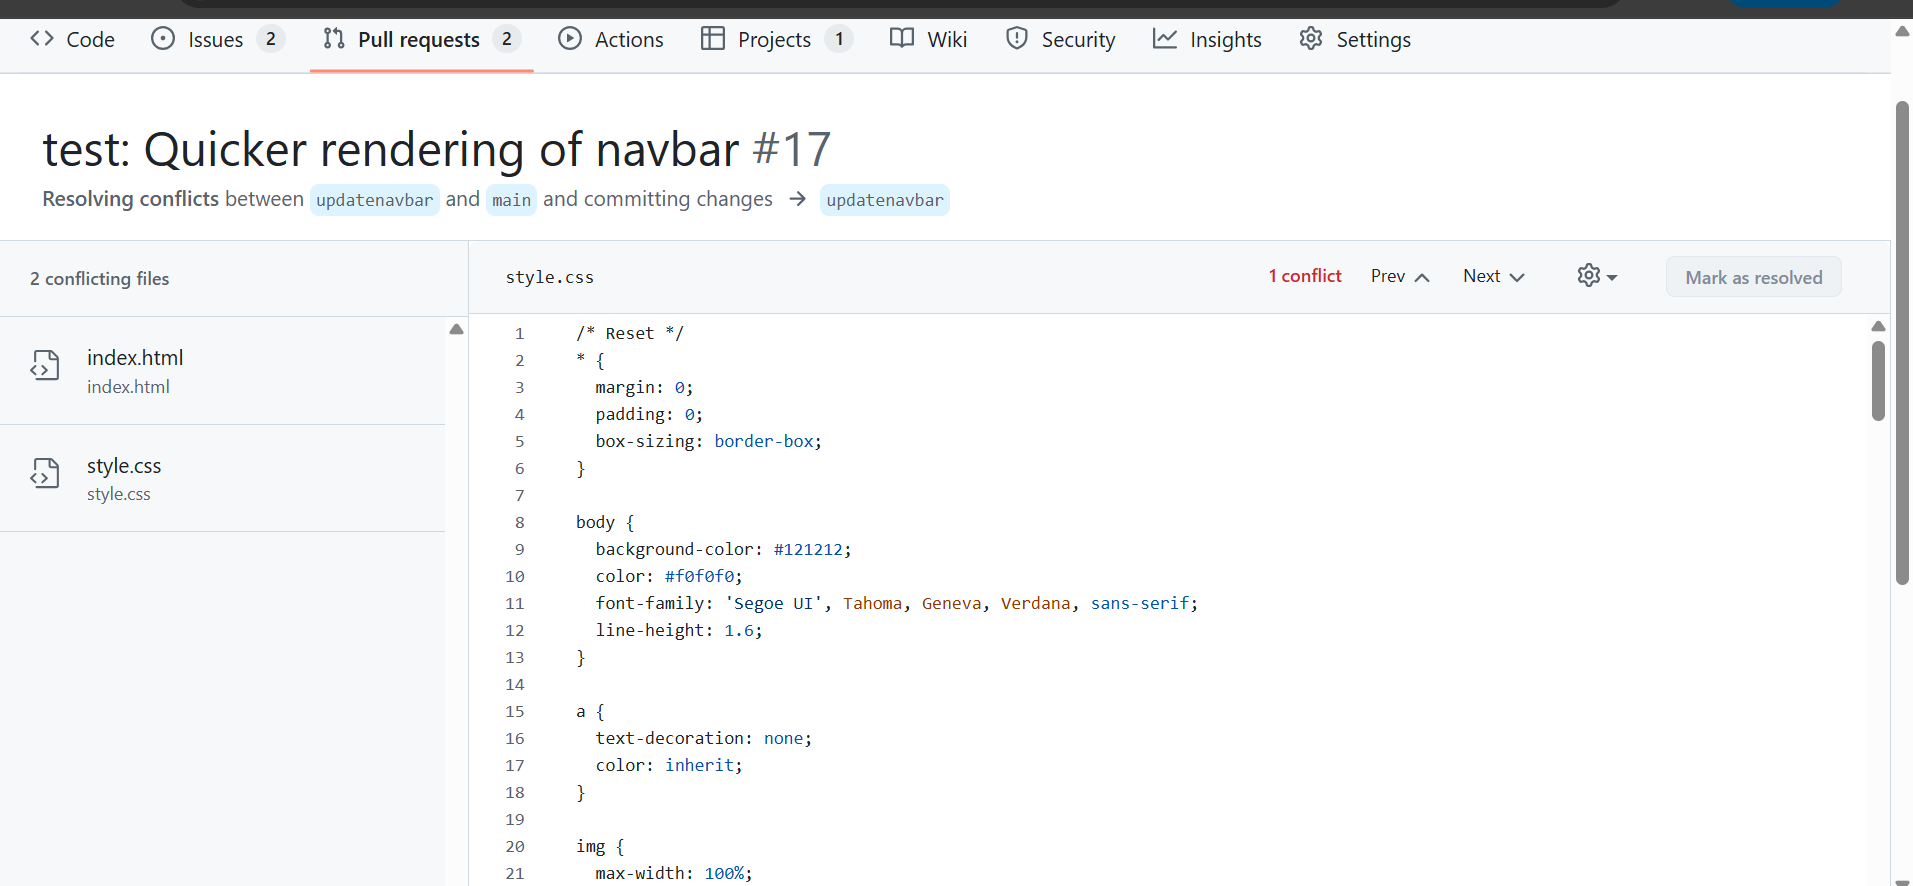 Code Issues 2 Pull requests 2 Actions Projects 1 Wiki Security Insights Settings
test: Quicker rendering of navbar #17
Resolving conflicts between updatenavbar and main and committing changes → updatenavbar
2 conflicting files
style.css 1 conflict Prev Next Mark as resolved
index.html
index.html
style.css
style.css
1 /* Reset */
2 * {
3   margin: 0;
4   padding: 0;
5   box-sizing: border-box;
6 }
7
8 body {
9   background-color: #121212;
10   color: #f0f0f0;
11   font-family: 'Segoe UI', Tahoma, Geneva, Verdana, sans-serif;
12   line-height: 1.6;
13 }
14
15 a {
16   text-decoration: none;
17   color: inherit;
18 }
19
20 img {
21   max-width: 100%;